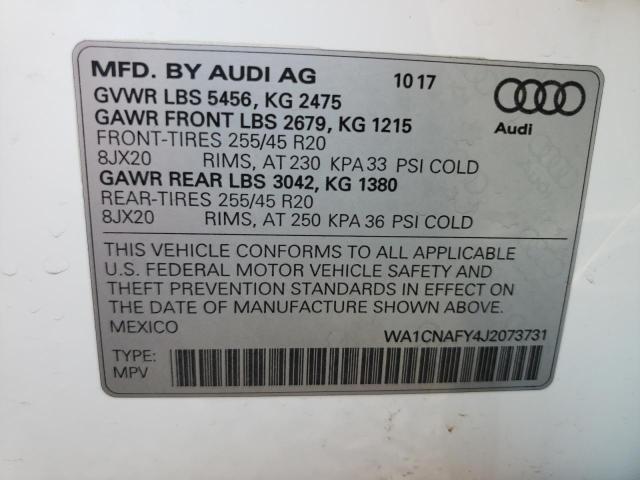 MFD. BY AUDI AG 10 17
GVWR LBS 5456, KG 2475
GAWR FRONT LBS 2679, KG 1215
FRONT-TIRES 255/45 R20
8JX20 RIMS, AT 230 KPA 33 PSI COLD
GAWR REAR LBS 3042, KG 1380
REAR-TIRES 255/45 R20
8JX20 RIMS, AT 250 KPA 36 PSI COLD
Audi
THIS VEHICLE CONFORMS TO ALL APPLICABLE
U.S. FEDERAL MOTOR VEHICLE SAFETY AND
THEFT PREVENTION STANDARDS IN EFFECT ON
THE DATE OF MANUFACTURE SHOWN ABOVE.
MEXICO WA1CNAFY4J2073731
TYPE:
MPV